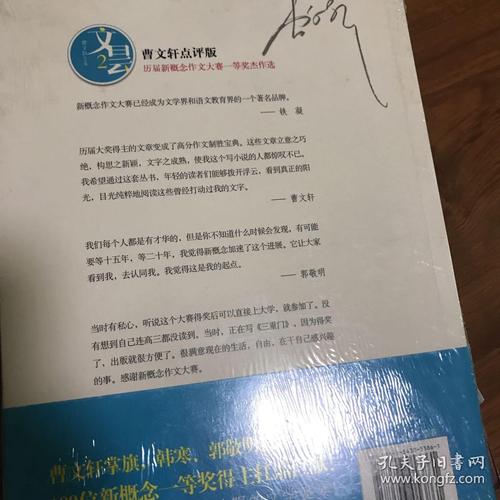 文昙
2
曹文轩点评版
历届新概念作文大赛一等奖杰作选
新概念作文大赛已经成为文学界和语文教育界的一个著名品牌。
——铁 凝
历届大奖得主的文章变成了高分作文制胜宝典。这些文章立意之巧
绝，构思之新颖，文字之成熟，使我这个写小说的人都惊叹不已。
我希望通过这套丛书，年轻的读者们能够拨开浮云，看到真正的阳
光，目光纯粹地阅读这些曾经打动过我的文字。
——曹文轩
我们每个人都是有才华的，但是你不知道什么时候会发现，有可能
要等十五年，等二十年，我觉得新概念加速了这个进展。它让大家
看到我，去认同我。我觉得这是我的起点。
——郭敬明
当时有私心，听说这个大赛得奖后可以直接上大学，就参加了。没
有想到自己连高三都没读到。当时，正在写《三重门》，因为得奖
了，出版就很方便了。很满意现在的生活，自由，在干自己感兴趣
的事。感谢新概念作文大赛。
曹文轩掌旗，韩寒、郭敬明
位新概念一等奖得主打
孔夫子旧书网
www.kongfz.com